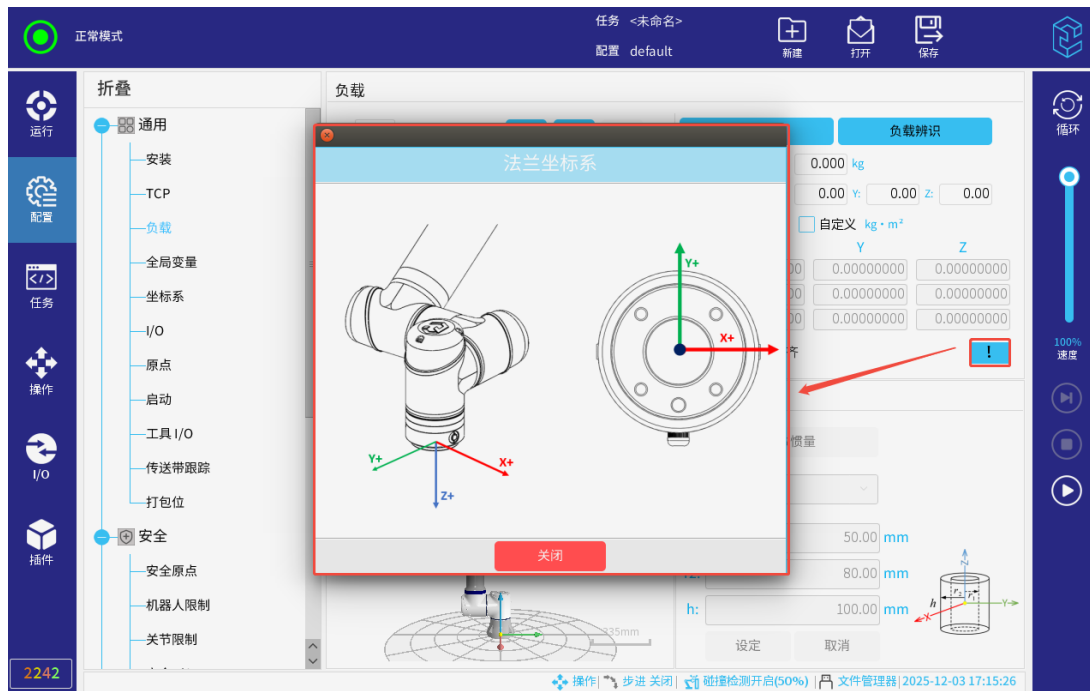 正常模式
任务 <未命名>
配置 default
新建
打开
保存
运行
配置
任务
操作
I/O
插件
2242
折叠
通用
安装
TCP
负载
全局变量
坐标系
I/O
原点
启动
工具 I/O
传送带跟踪
打包位
安全
安全原点
机器人限制
关节限制
负载
法兰坐标系
Y+
X+
Y+
X+
Z+
关闭
负载辨识
0.000 kg
0.00 Y: 0.00 Z: 0.00
自定义 kg·m²
Y Z
00 0.00000000 0.00000000
00 0.00000000 0.00000000
00 0.00000000 0.00000000
齐 !
惯量
50.00 mm
80.00 mm
h: 100.00 mm
设定 取消
Z
h r₂ r₁
X Y
335mm
循环
100%
速度
操作| 步进 关闭| 碰撞检测开启(50%) | 文件管理器|2025-12-03 17:15:26